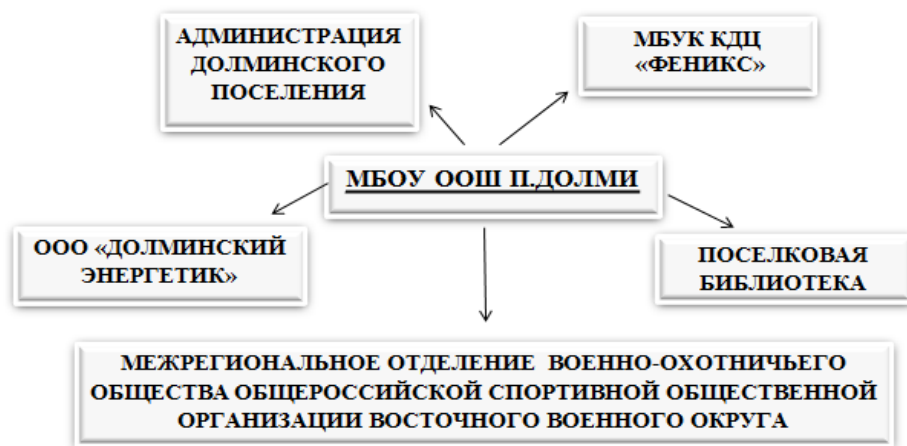 АДМИНИСТРАЦИЯ
ДОЛМИНСКОГО
ПОСЕЛЕНИЯ
МБУК КДЦ
«ФЕНИКС»
МБОУ ООШ П.ДОЛМИ
ООО «ДОЛМИНСКИЙ
ЭНЕРГЕТИК»
ПОСЕЛКОВАЯ
БИБЛИОТЕКА
МЕЖРЕГИОНАЛЬНОЕ ОТДЕЛЕНИЕ ВОЕННО-ОХОТНИЧЬЕГО
ОБЩЕСТВА ОБЩЕРОССИЙСКОЙ СПОРТИВНОЙ ОБЩЕСТВЕННОЙ
ОРГАНИЗАЦИИ ВОСТОЧНОГО ВОЕННОГО ОКРУГА